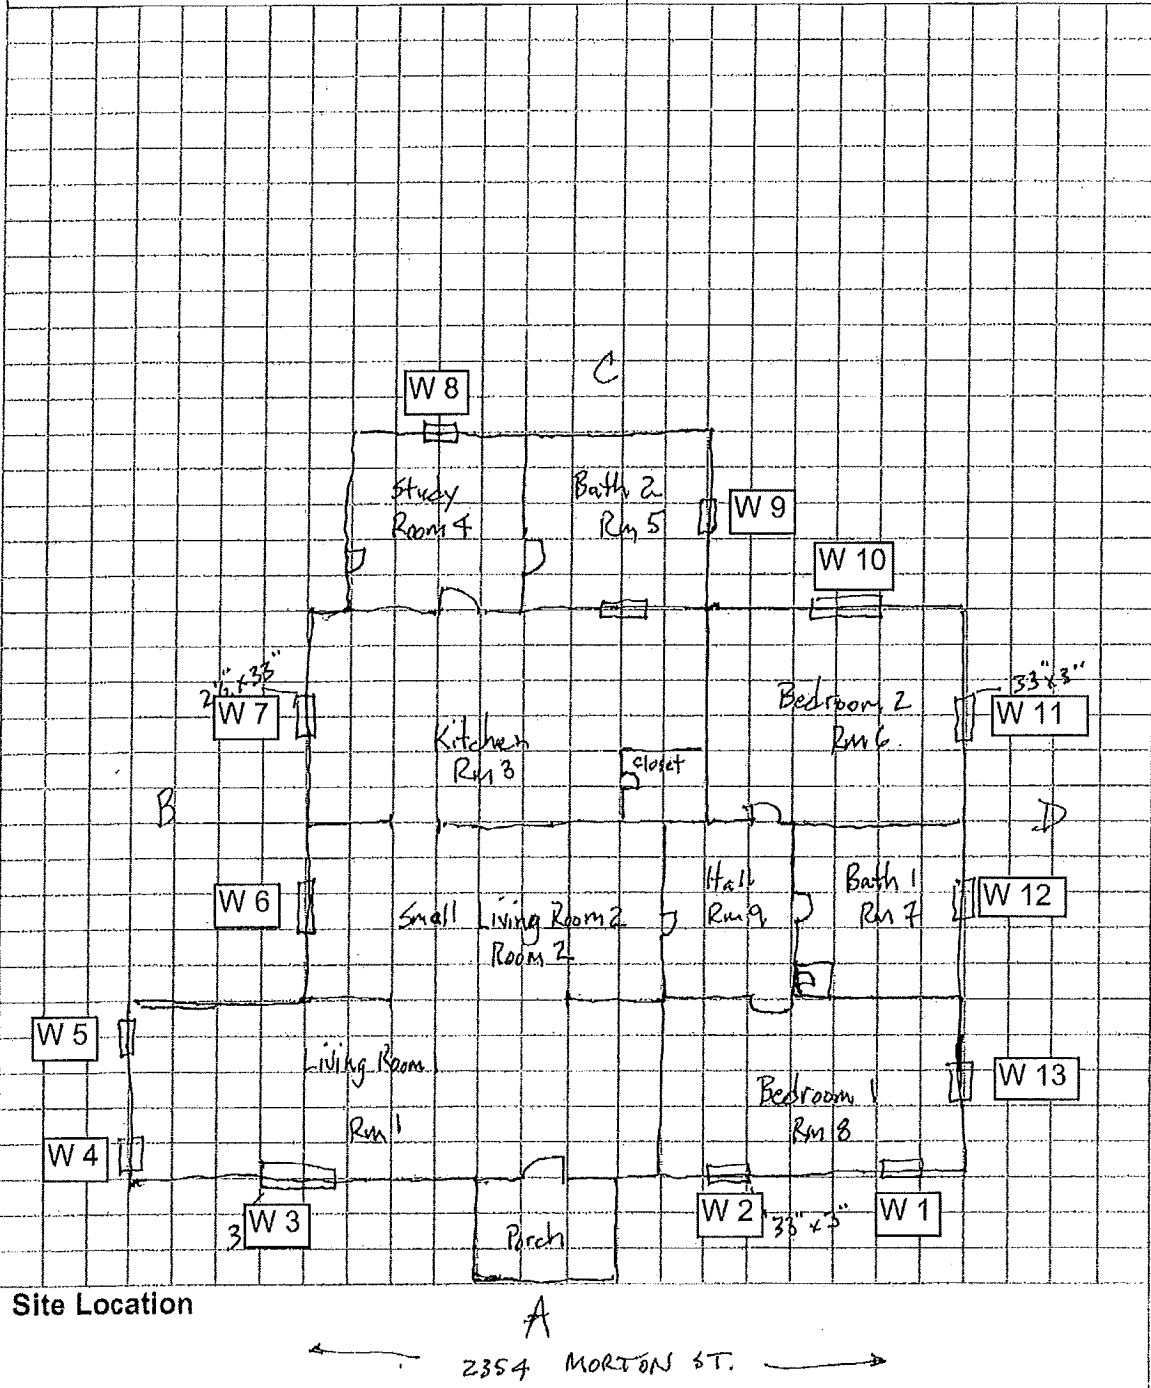 C
W 8
Study
Room 4
Bath 2
Rm 5
W 9
W 10
W 7
33"x3"
W 11
Bedroom 2
Rm 6
Kitchen
Rm 3
closet
B
D
W 6
Small Living Room 2
Room 2
Hall
Rm 9
Bath 1
Rm 7
W 12
W 5
Living Room
Rm 1
Bedroom 1
Rm 8
W 13
W 4
W 3
3
W 2
33"x3"
W 1
Porch
Site Location
A
2354 MORTON ST.